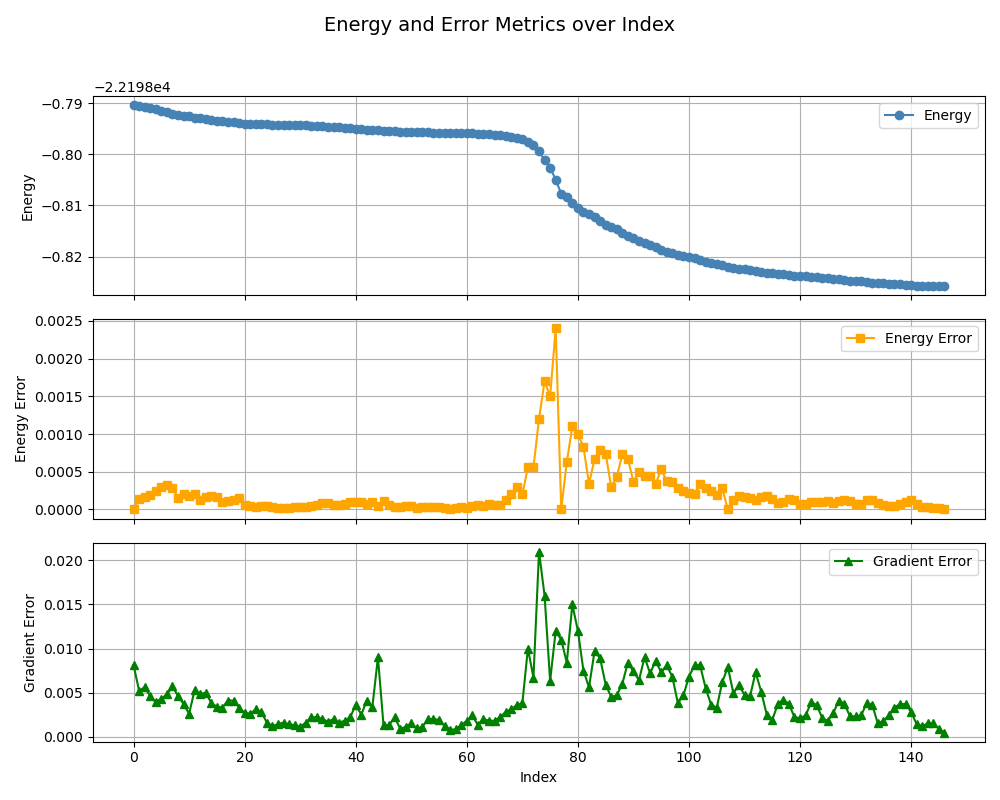 Energy and Error Metrics over Index
−2.2198e4
−0.79
−0.80
−0.81
−0.82
Energy
Energy
0.0025
0.0020
0.0015
0.0010
0.0005
0.0000
Energy Error
Energy Error
0.020
0.015
0.010
0.005
0.000
Gradient Error
Gradient Error
0 20 40 60 80 100 120 140
Index